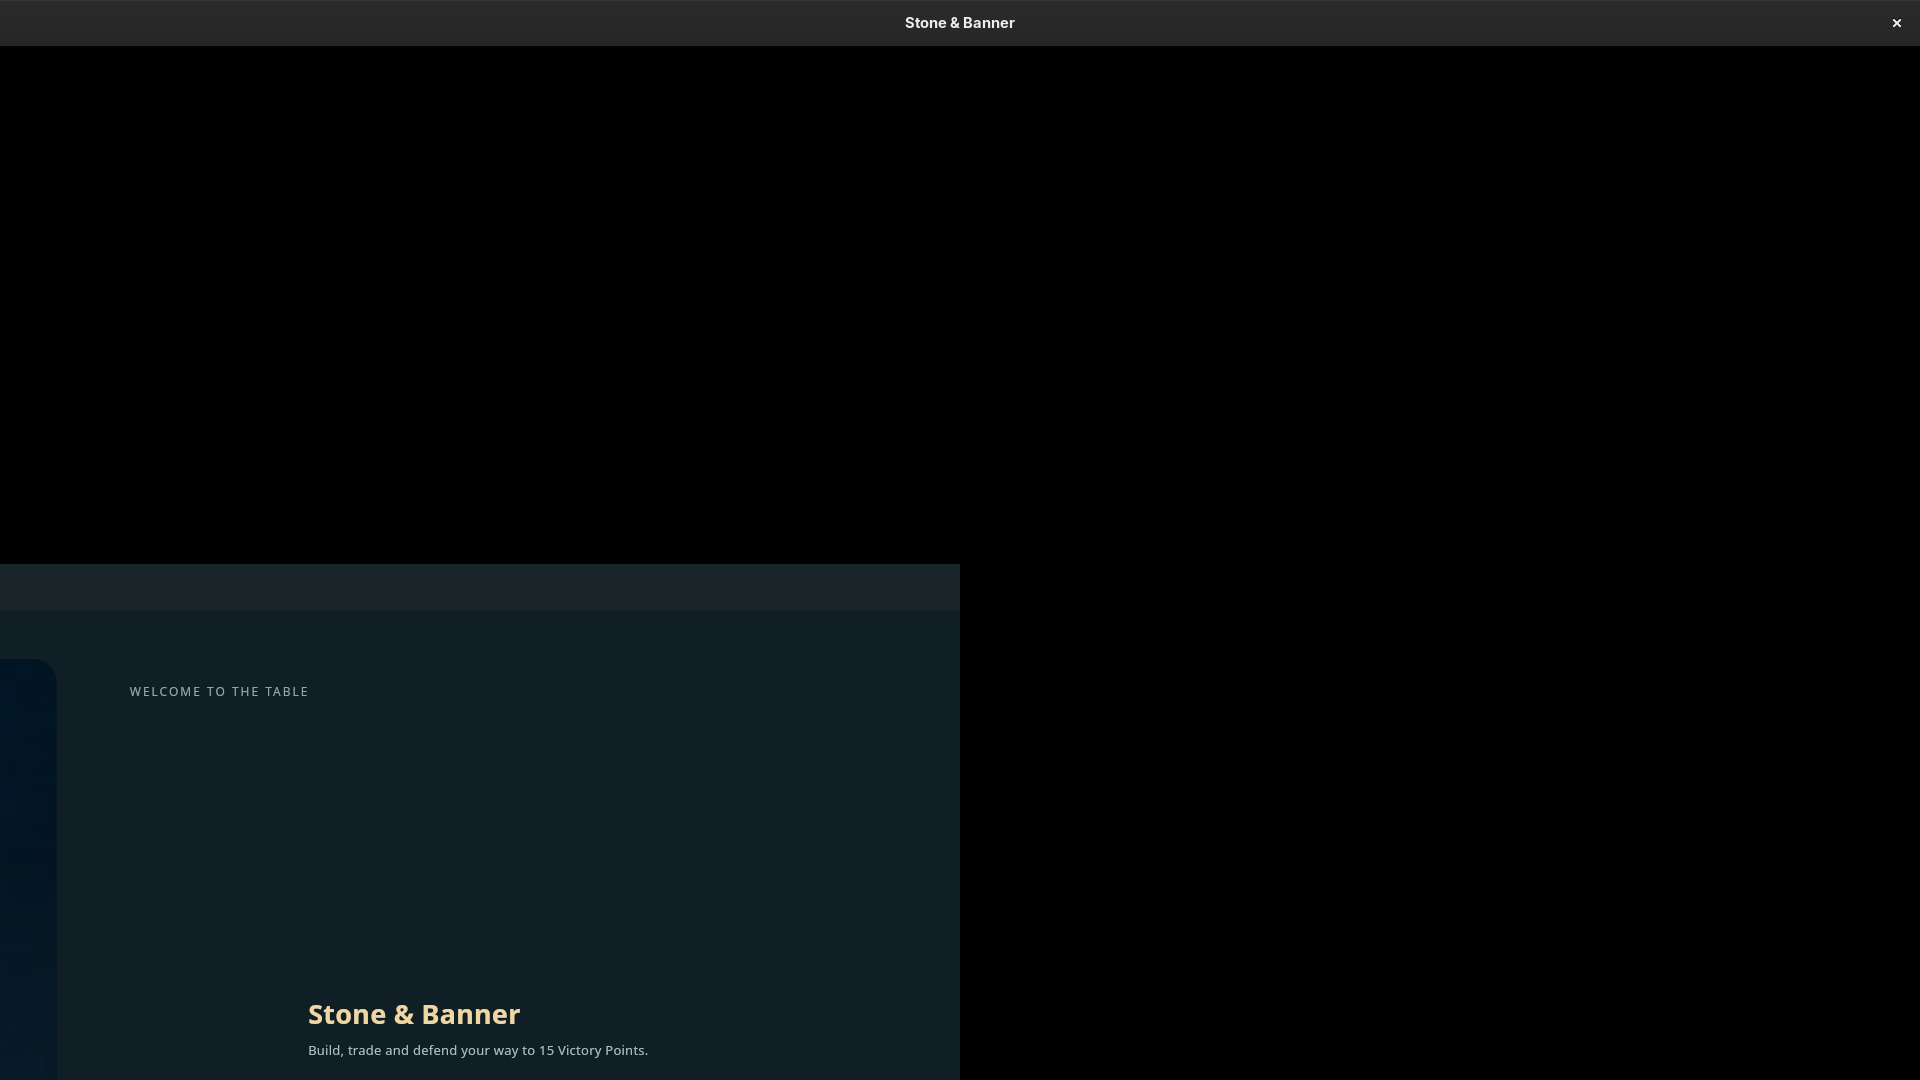 Stone & Banner
WELCOME TO THE TABLE
Stone & Banner
Build, trade and defend your way to 15 Victory Points.